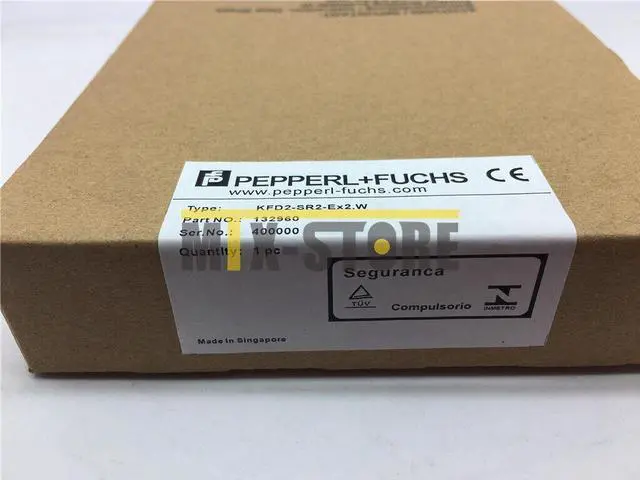 PEPPERL+FUCHS CE
www.pepperl-fuchs.com
Type: KFD2-SR2-Ex2.W
Part NO.: 132960
Ser.No.: 400000
Quantity: 1 pc
MIX-STORE
Seguranca
TÜV Compulsorio INMETRO
Made in Singapore